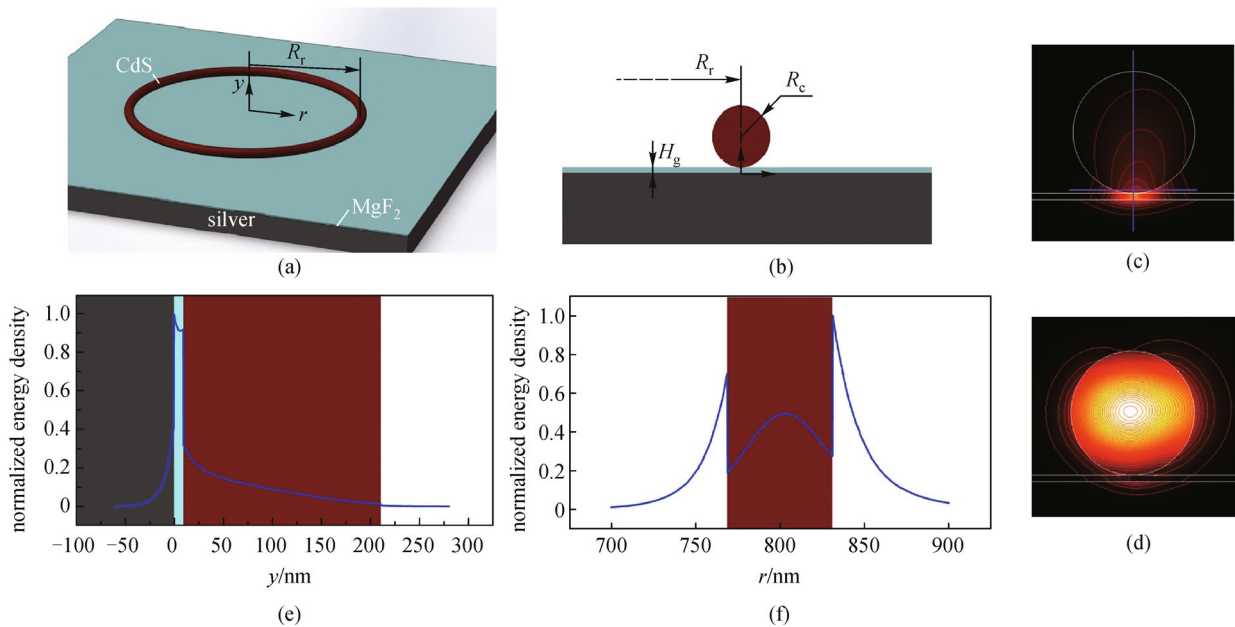 CdS
R_r
y
r
silver
MgF₂
(a)
R_r
R_c
H_g
(b)
(c)
normalized energy density
1.0
0.8
0.6
0.4
0.2
0
−100 −50 0 50 100 150 200 250 300
y/nm
(e)
normalized energy density
1.0
0.8
0.6
0.4
0.2
0
700 750 800 850 900
r/nm
(f)
(d)